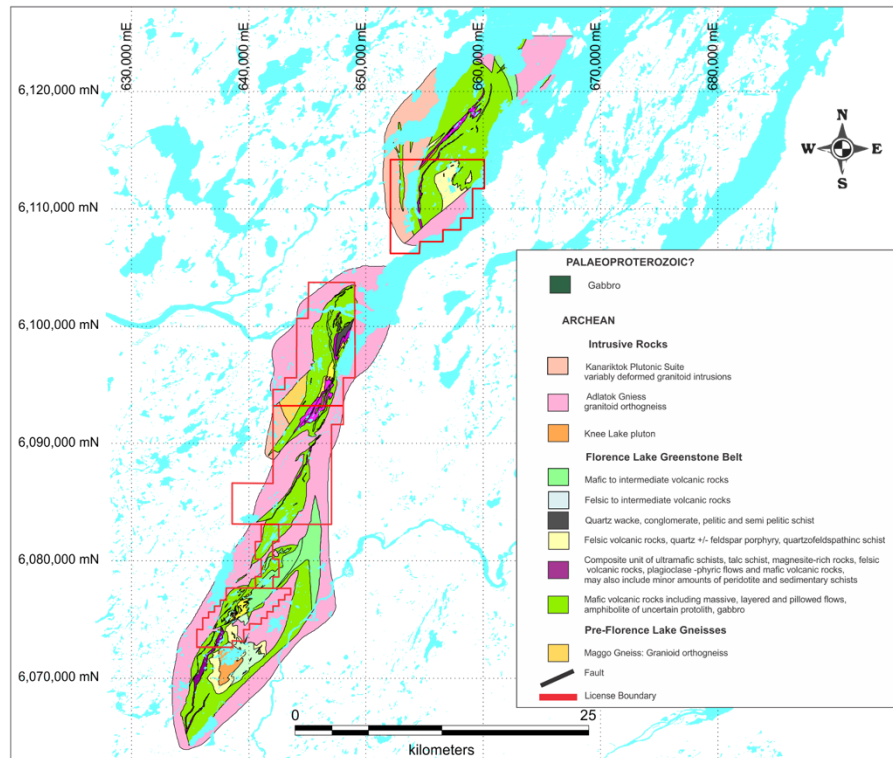 630,000 mE
640,000 mE
650,000 mE
660,000 mE
670,000 mE
680,000 mE
6,120,000 mN
6,110,000 mN
6,100,000 mN
6,090,000 mN
6,080,000 mN
6,070,000 mN
N
W E
S
PALAEOPROTEROZOIC?
Gabbro
ARCHEAN
Intrusive Rocks
Kanariktok Plutonic Suite
variably deformed granitoid intrusions
Adlatok Gniess
granitoid orthogneiss
Knee Lake pluton
Florence Lake Greenstone Belt
Mafic to intermediate volcanic rocks
Felsic to intermediate volcanic rocks
Quartz wacke, conglomerate, pelitic and semi pelitic schist
Felsic volcanic rocks, quartz +/- feldspar porphyry, quartzofeldspathinc schist
Composite unit of ultramafic schists, talc schist, magnesite-rich rocks, felsic
volcanic rocks, plagioclase -phyric flows and mafic volcanic rocks,
may also include minor amounts of peridotite and sedimentary schists
Mafic volcanic rocks including massive, layered and pillowed flows,
amphibolite of uncertain protolith, gabbro
Pre-Florence Lake Gneisses
Maggo Gneiss: Granioid orthogneiss
Fault
License Boundary
0 25
kilometers